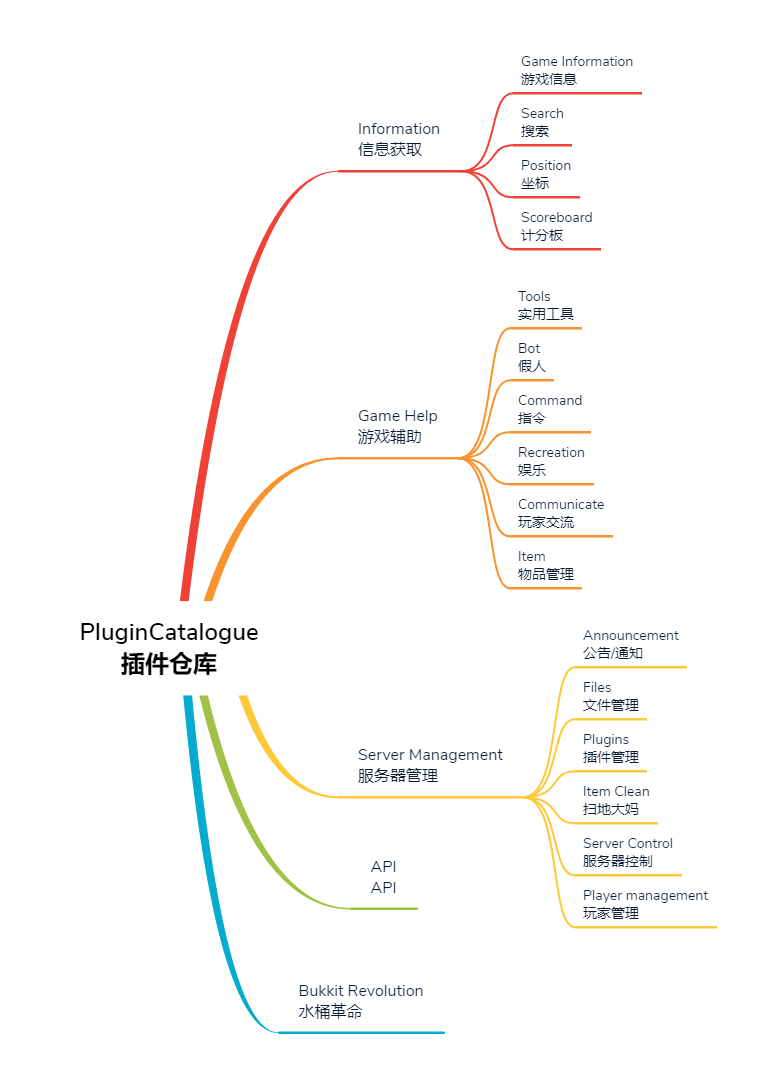 PluginCatalogue
插件仓库
Information
信息获取
Game Information
游戏信息
Search
搜索
Position
坐标
Scoreboard
计分板
Game Help
游戏辅助
Tools
实用工具
Bot
假人
Command
指令
Recreation
娱乐
Communicate
玩家交流
Item
物品管理
Server Management
服务器管理
Announcement
公告/通知
Files
文件管理
Plugins
插件管理
Item Clean
扫地大妈
Server Control
服务器控制
Player management
玩家管理
API
API
Bukkit Revolution
水桶革命